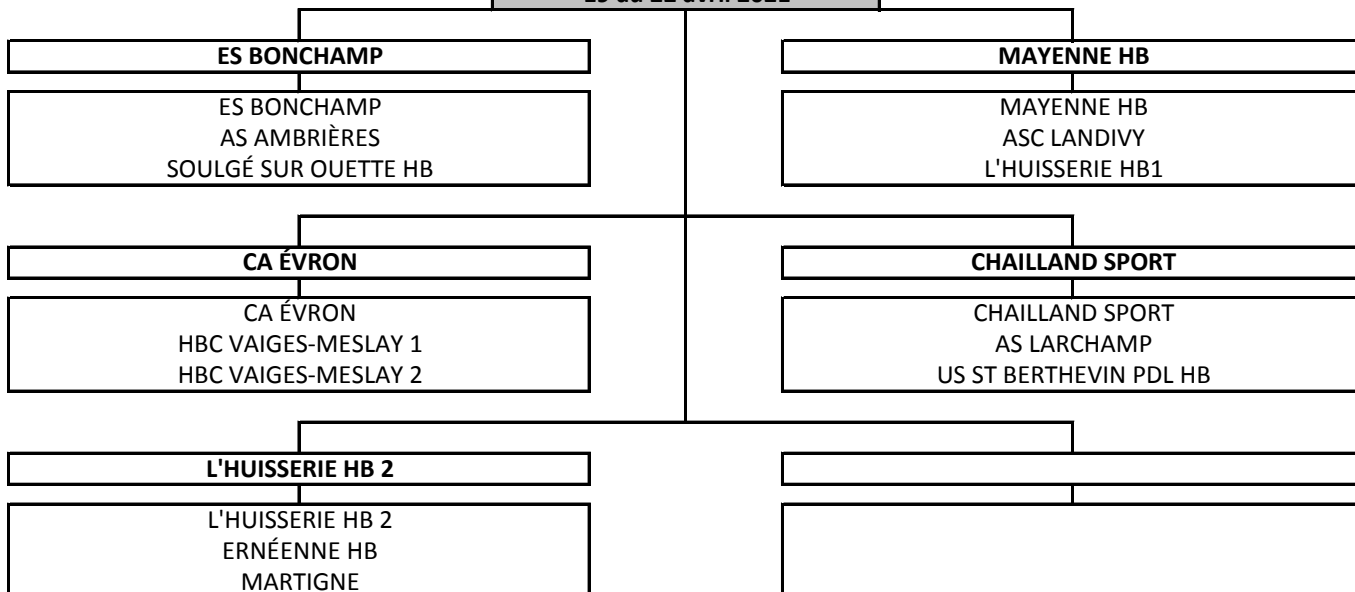 ES BONCHAMP
MAYENNE HB
ES BONCHAMP
AS AMBRIÈRES
SOULGÉ SUR OUETTE HB
MAYENNE HB
ASC LANDIVY
L'HUISSERIE HB1
CA ÉVRON
CHAILLAND SPORT
CA ÉVRON
HBC VAIGES-MESLAY 1
HBC VAIGES-MESLAY 2
CHAILLAND SPORT
AS LARCHAMP
US ST BERTHEVIN PDL HB
L'HUISSERIE HB 2
L'HUISSERIE HB 2
ERNÉENNE HB
MARTIGNE